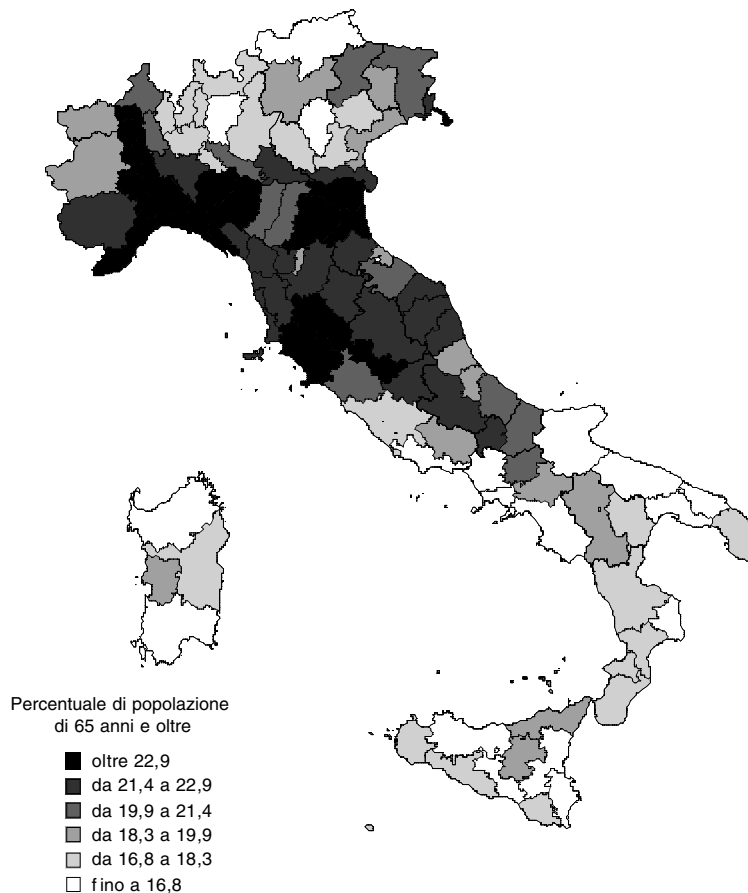 Percentuale di popolazione
di 65 anni e oltre
oltre 22,9
da 21,4 a 22,9
da 19,9 a 21,4
da 18,3 a 19,9
da 16,8 a 18,3
fino a 16,8